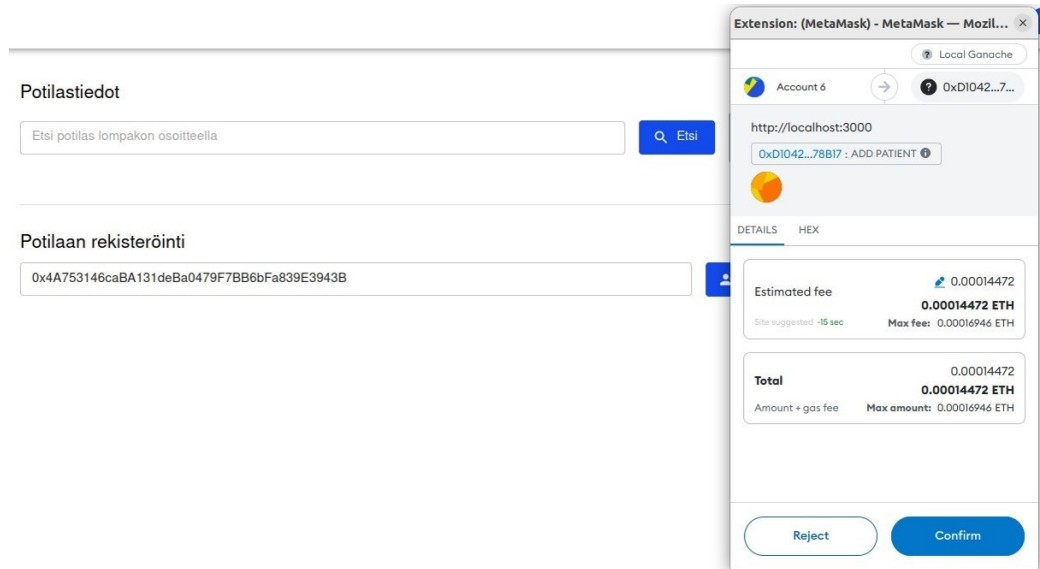 Potilastiedot
Etsi potilas lompakon osoitteella
Etsi
Potilaan rekisteröinti
0x4A753146caBA131deBa0479F7BB6bFa839E3943B
Extension: (MetaMask) - MetaMask — Mozil... ×
? Local Ganache
Account 6
? 0xD1042...7...
http://localhost:3000
0xD1042...78B17 : ADD PATIENT
DETAILS HEX
Estimated fee
0.00014472
0.00014472 ETH
Site suggested ~15 sec
Max fee: 0.00016946 ETH
Total
0.00014472
0.00014472 ETH
Amount + gas fee
Max amount: 0.00016946 ETH
Reject
Confirm